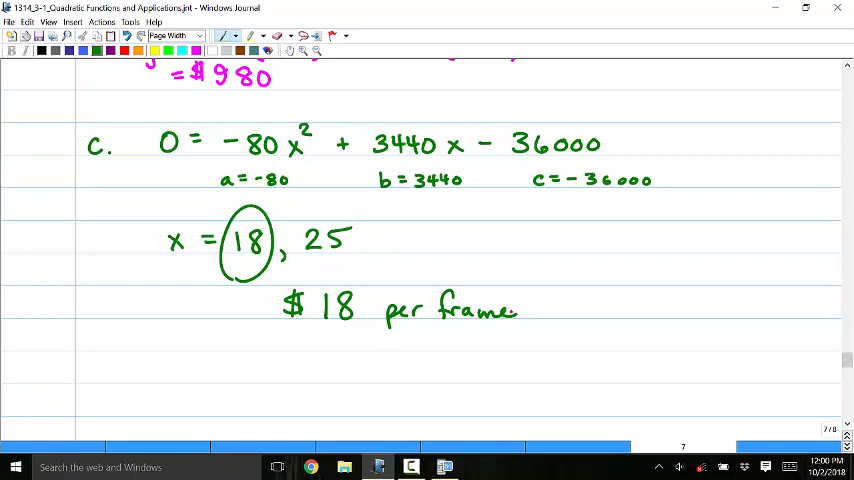 1314_3-1_Quadratic Functions and Applications.jnt - Windows Journal
File Edit View Insert Actions Tools Help
Page Width
B I
= $980
c. 0 = -80x² + 3440x - 36000
a = -80 b = 3440 c = -36000
x = 18, 25
$18 per frame.
7/8
7
Search the web and Windows
12:00 PM
10/2/2018